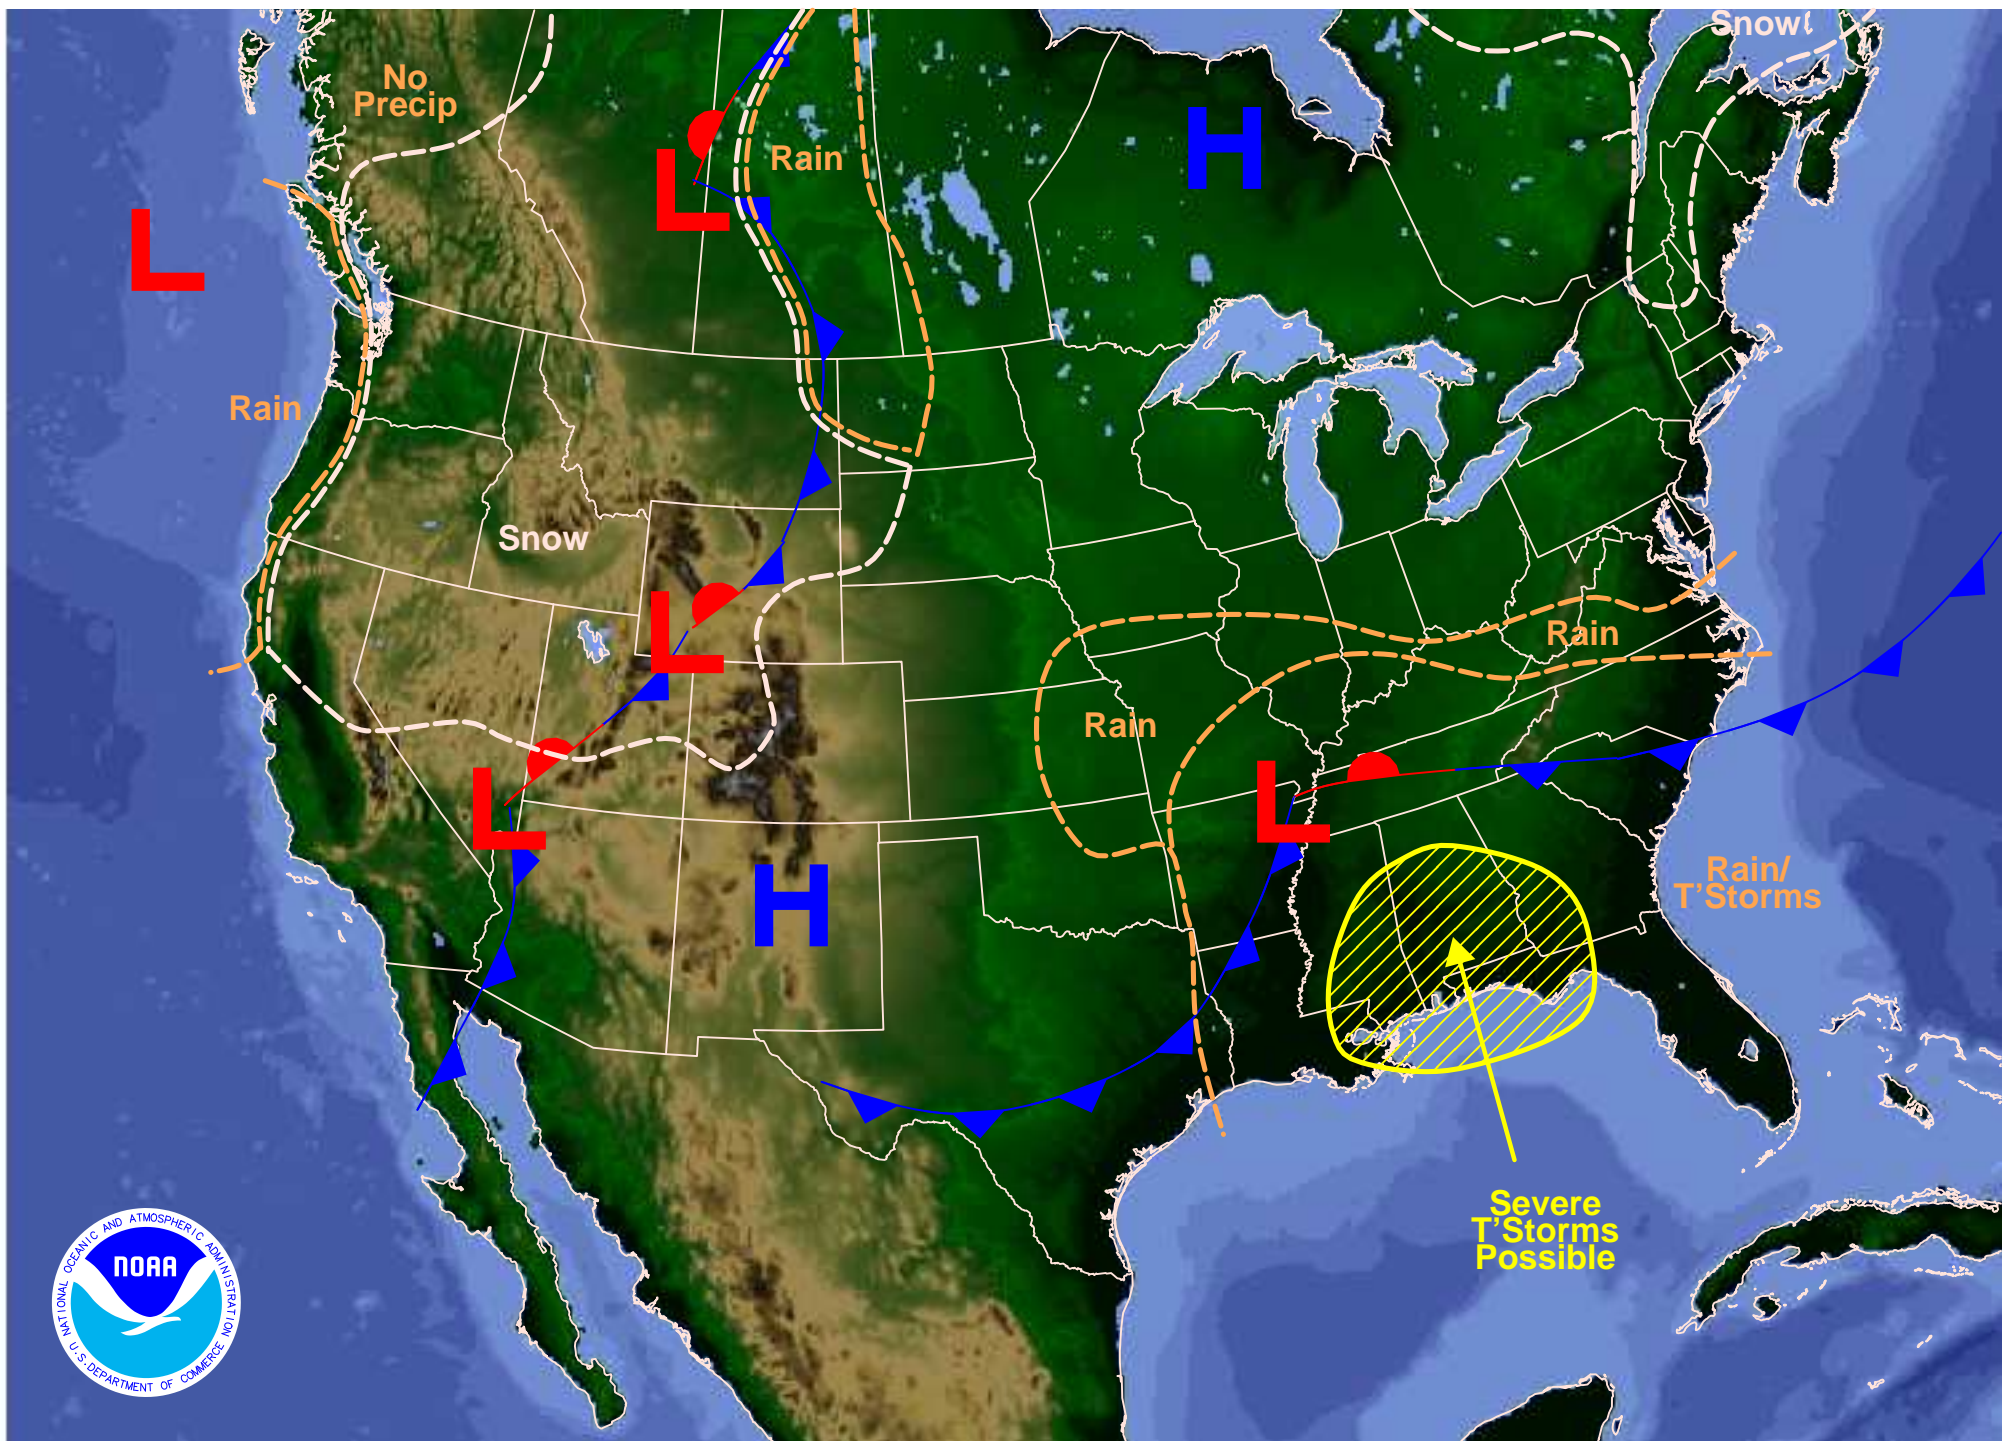 Snow
No
Precip
H
Rain
L
L
Rain
Snow
L
Rain
Rain
L
L
H
Rain/
T'Storms
Severe
T'Storms
Possible
NATIONAL OCEANIC AND ATMOSPHERIC ADMINISTRATION
NOAA
U.S. DEPARTMENT OF COMMERCE